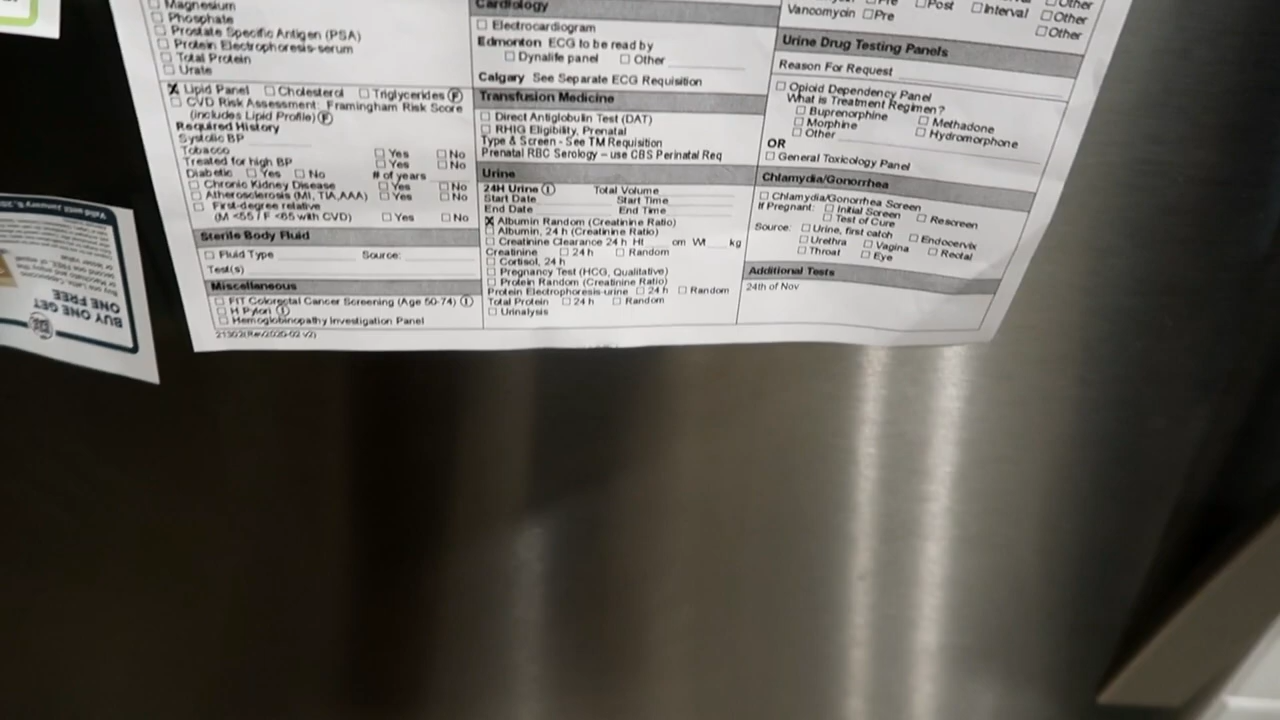 ☐ Magnesium
☐ Phosphate
☐ Prostate Specific Antigen (PSA)
☐ Protein Electrophoresis-serum
☐ Total Protein
☐ Urate
☒ Lipid Panel ☐ Cholesterol ☐ Triglycerides Ⓕ
☐ CVD Risk Assessment: Framingham Risk Score
(includes Lipid Profile) Ⓕ
Required History
Systolic BP
Tobacco ☐ Yes ☐ No
Treated for high BP ☐ Yes ☐ No
Diabetic ☐ Yes ☐ No # of years
☐ Chronic Kidney Disease ☐ Yes ☐ No
☐ Atherosclerosis (MI, TIA,AAA) ☐ Yes ☐ No
☐ First-degree relative
(M <55 / F <65 with CVD) ☐ Yes ☐ No
Sterile Body Fluid
☐ Fluid Type Source:
Test(s)
Miscellaneous
☐ FIT Colorectal Cancer Screening (Age 50-74) ⓘ
☐ H Pylori ⓘ
☐ Hemoglobinopathy Investigation Panel
21302(Rev2020-02 v2)
Cardiology
☐ Electrocardiogram
Edmonton ECG to be read by
☐ Dynalife panel ☐ Other
Calgary See Separate ECG Requisition
Transfusion Medicine
☐ Direct Antiglobulin Test (DAT)
☐ RHIG Eligibility, Prenatal
Type & Screen - See TM Requisition
Prenatal RBC Serology – use CBS Perinatal Req
Urine
24H Urine ⓘ Total Volume
Start Date Start Time
End Date End Time
☒ Albumin Random (Creatinine Ratio)
☐ Albumin, 24 h (Creatinine Ratio)
☐ Creatinine Clearance 24 h Ht cm Wt kg
Creatinine ☐ 24 h ☐ Random
☐ Cortisol, 24 h
☐ Pregnancy Test (HCG, Qualitative)
☐ Protein Random (Creatinine Ratio)
Protein Electrophoresis-urine ☐ 24 h ☐ Random
Total Protein ☐ 24 h ☐ Random
☐ Urinalysis
☐ Post ☐ Interval ☐ Other
Vancomycin ☐ Pre ☐ Other
☐ Other
Urine Drug Testing Panels
Reason For Request
☐ Opioid Dependency Panel
What is Treatment Regimen?
☐ Buprenorphine ☐ Methadone
☐ Morphine ☐ Hydromorphone
☐ Other
OR
☐ General Toxicology Panel
Chlamydia/Gonorrhea
☐ Chlamydia/Gonorrhea Screen
If Pregnant: ☐ Initial Screen ☐ Rescreen
☐ Test of Cure
Source: ☐ Urine, first catch ☐ Endocervix
☐ Urethra ☐ Vagina ☐ Rectal
☐ Throat ☐ Eye
Additional Tests
24th of Nov
BUY ONE GET
ONE FREE